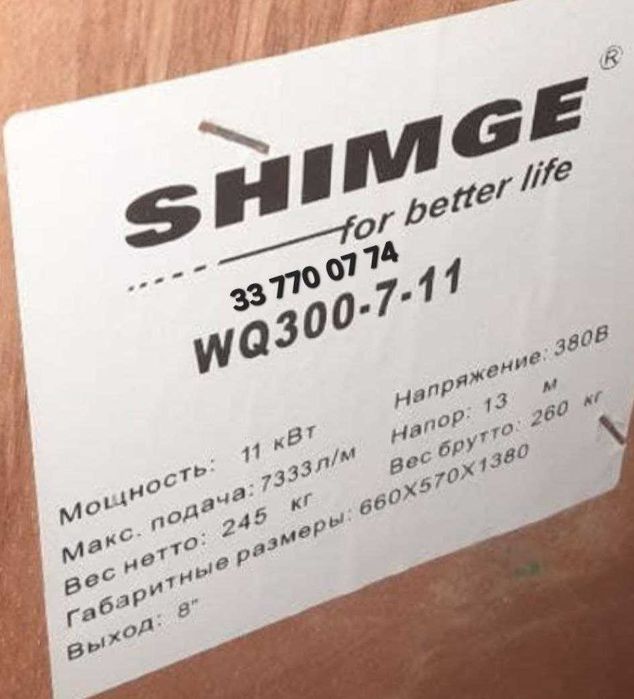 SHIMGE®
for better life
33 770 07 74
WQ300-7-11
Мощность: 11 кВт Напряжение: 380В
Макс. подача: 7333л/м Напор: 13 м
Вес нетто: 245 кг Вес брутто: 260 кг
Габаритные размеры: 660X570X1380
Выход: 8"